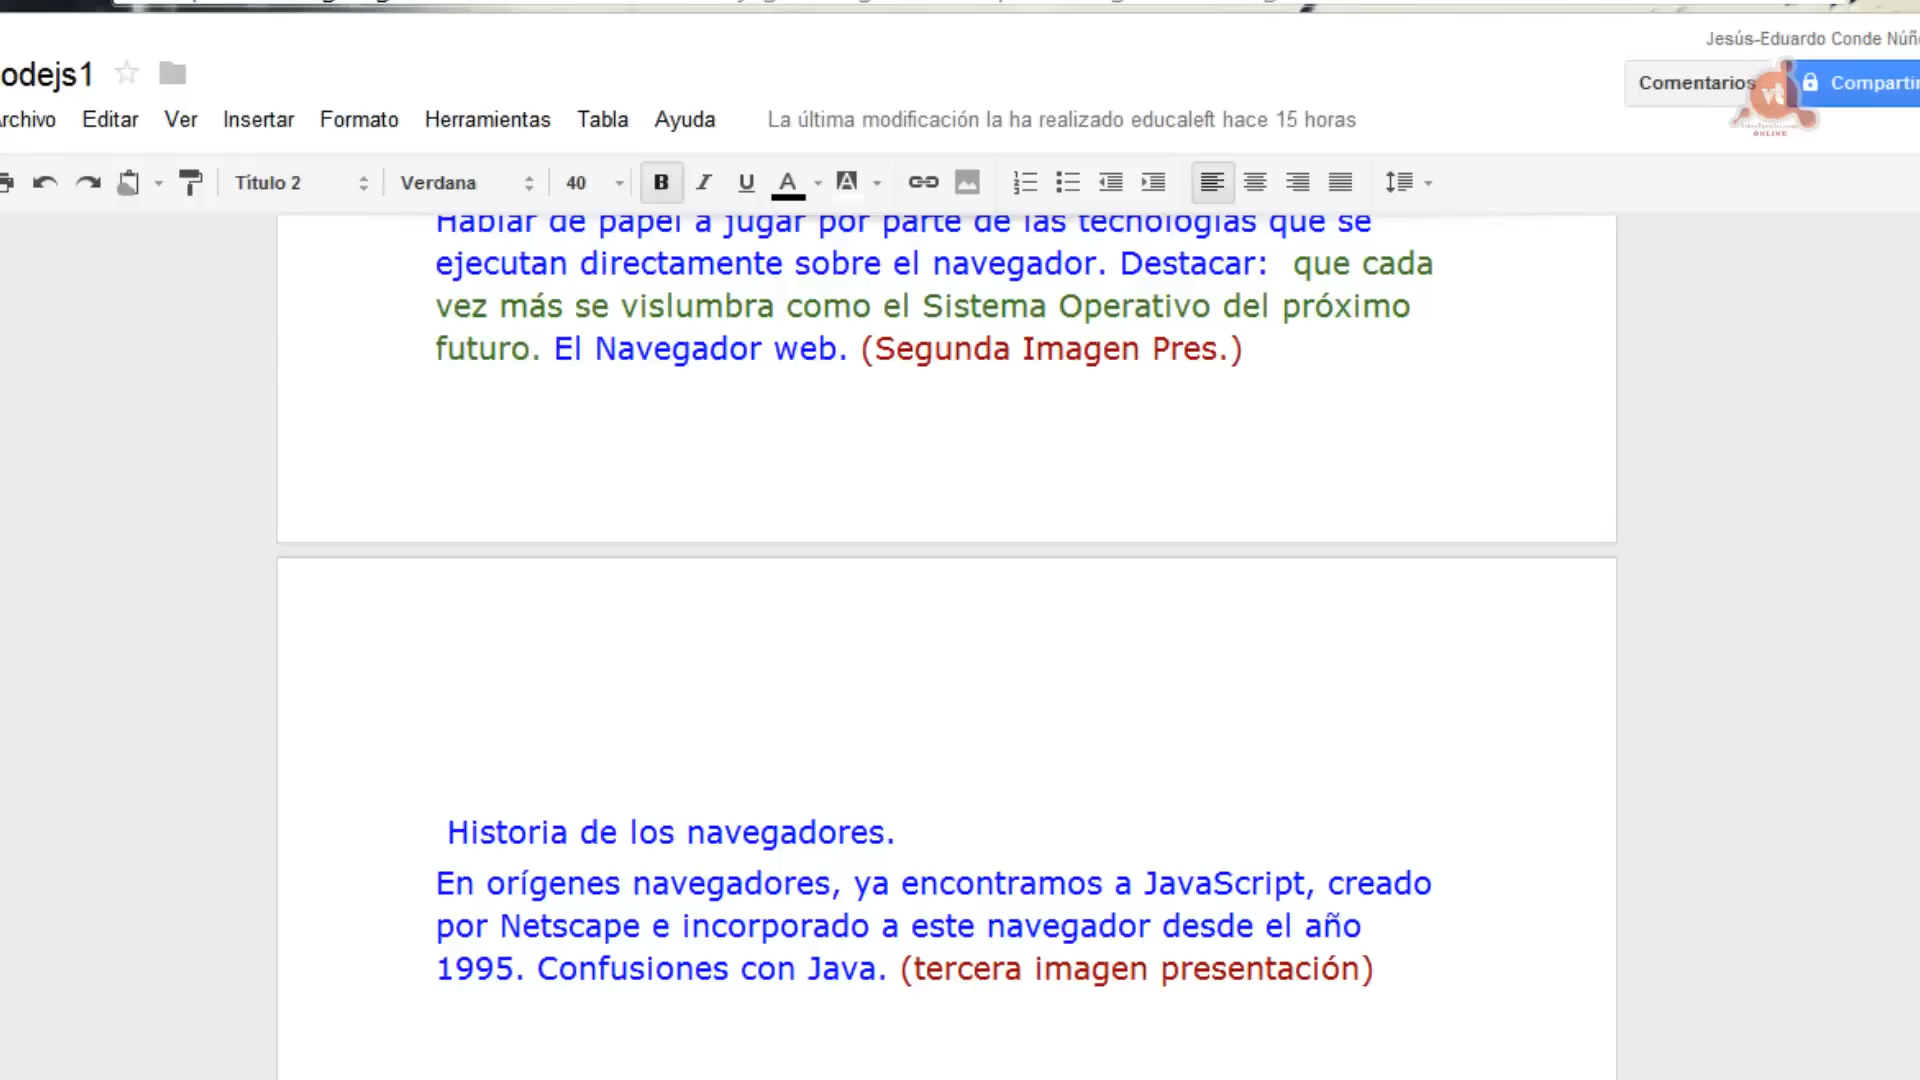 Jesús-Eduardo Conde Núñ
odejs1
Comentarios
Compartir
rchivo Editar Ver Insertar Formato Herramientas Tabla Ayuda La última modificación la ha realizado educaleft hace 15 horas
vt
ONLINE
Título 2 Verdana 40 B I U A A
Hablar de papel a jugar por parte de las tecnologías que se
ejecutan directamente sobre el navegador. Destacar: que cada
vez más se vislumbra como el Sistema Operativo del próximo
futuro. El Navegador web. (Segunda Imagen Pres.)
Historia de los navegadores.
En orígenes navegadores, ya encontramos a JavaScript, creado
por Netscape e incorporado a este navegador desde el año
1995. Confusiones con Java. (tercera imagen presentación)